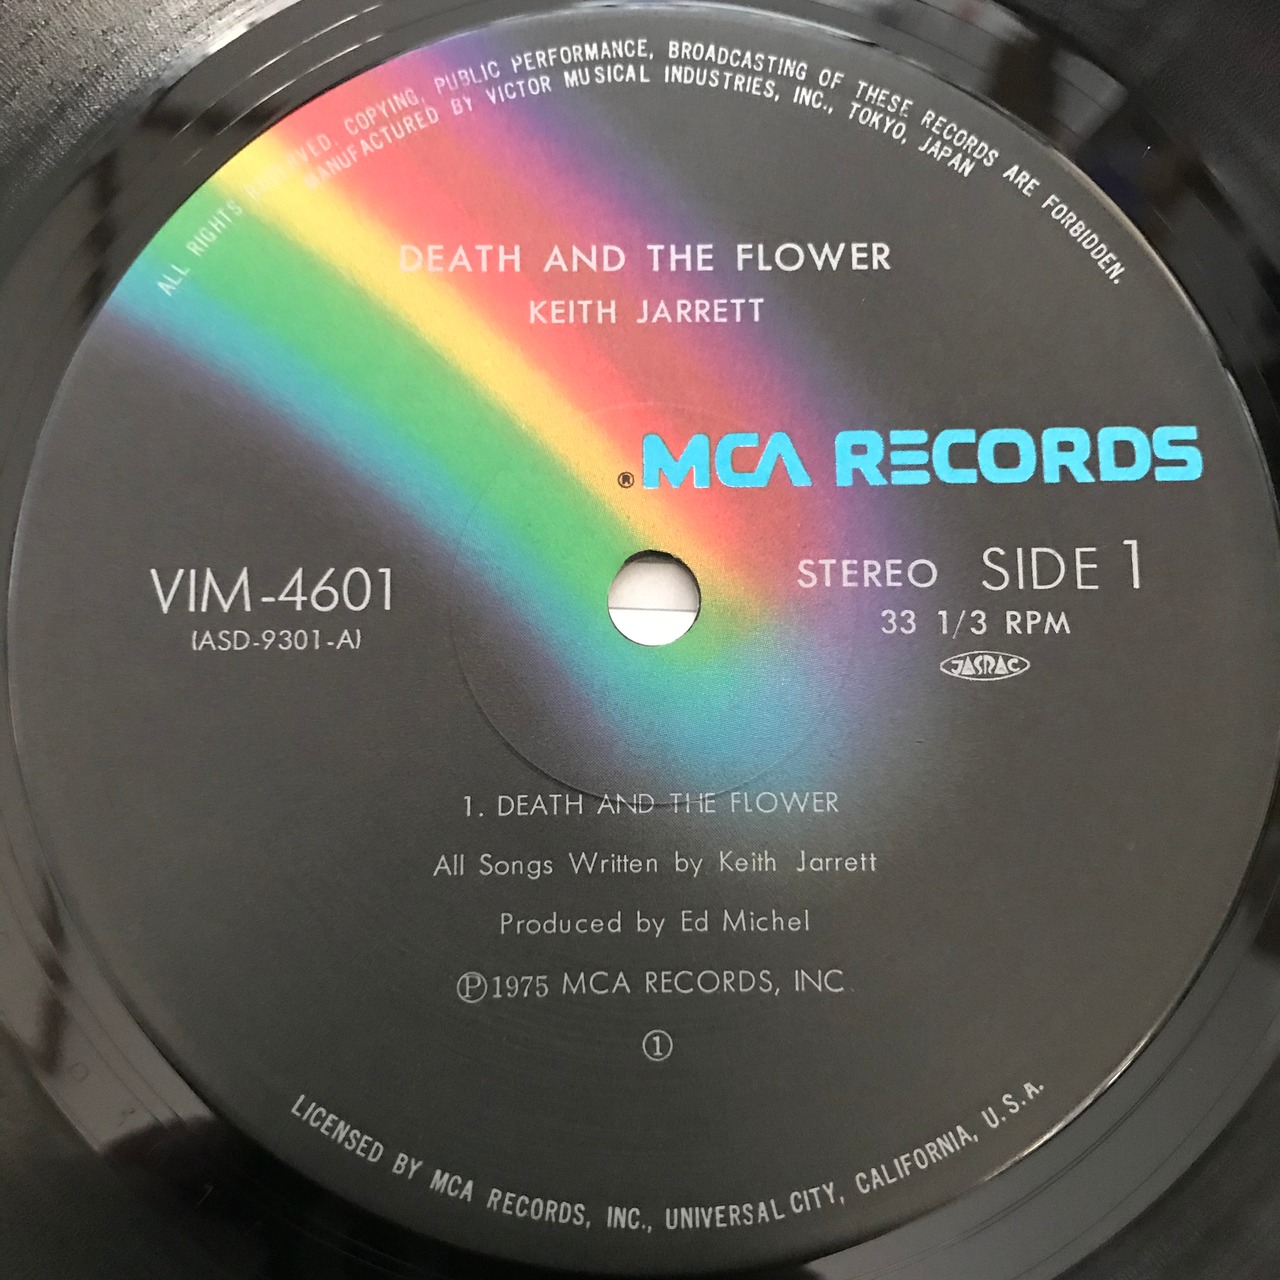 ALL RIGHTS RESERVED. COPYING, PUBLIC PERFORMANCE, BROADCASTING OF THESE RECORDS ARE FORBIDDEN.
MANUFACTURED BY VICTOR MUSICAL INDUSTRIES, INC., TOKYO, JAPAN
DEATH AND THE FLOWER
KEITH JARRETT
® MCA RECORDS
VIM-4601
(ASD-9301-A)
STEREO SIDE 1
33 1/3 RPM
JASRAC
1. DEATH AND THE FLOWER
All Songs Written by Keith Jarrett
Produced by Ed Michel
Ⓟ1975 MCA RECORDS, INC.
①
LICENSED BY MCA RECORDS, INC., UNIVERSAL CITY, CALIFORNIA, U.S.A.